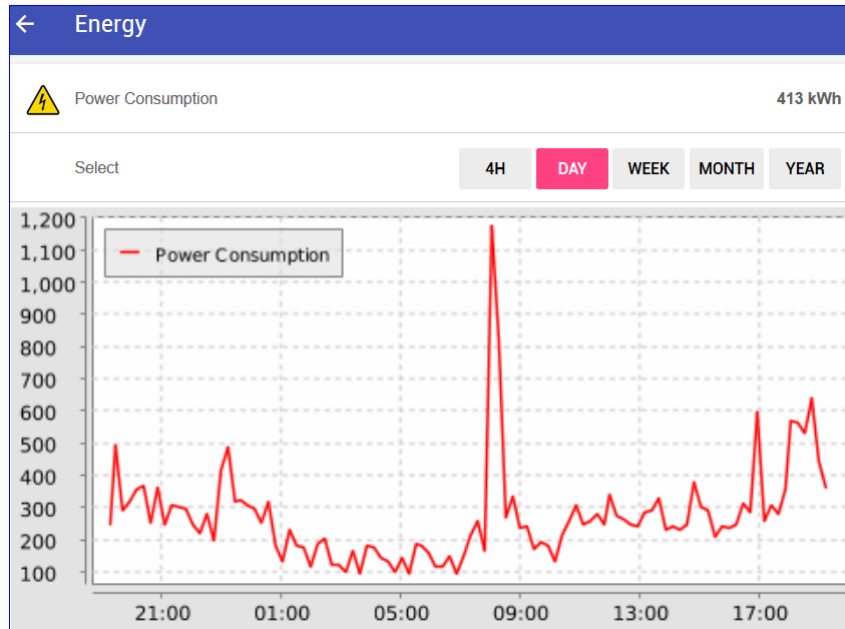 Energy
Power Consumption 413 kWh
Select 4H DAY WEEK MONTH YEAR
1,200
Power Consumption
1,100
1,000
900
800
700
600
500
400
300
200
100
21:00 01:00 05:00 09:00 13:00 17:00